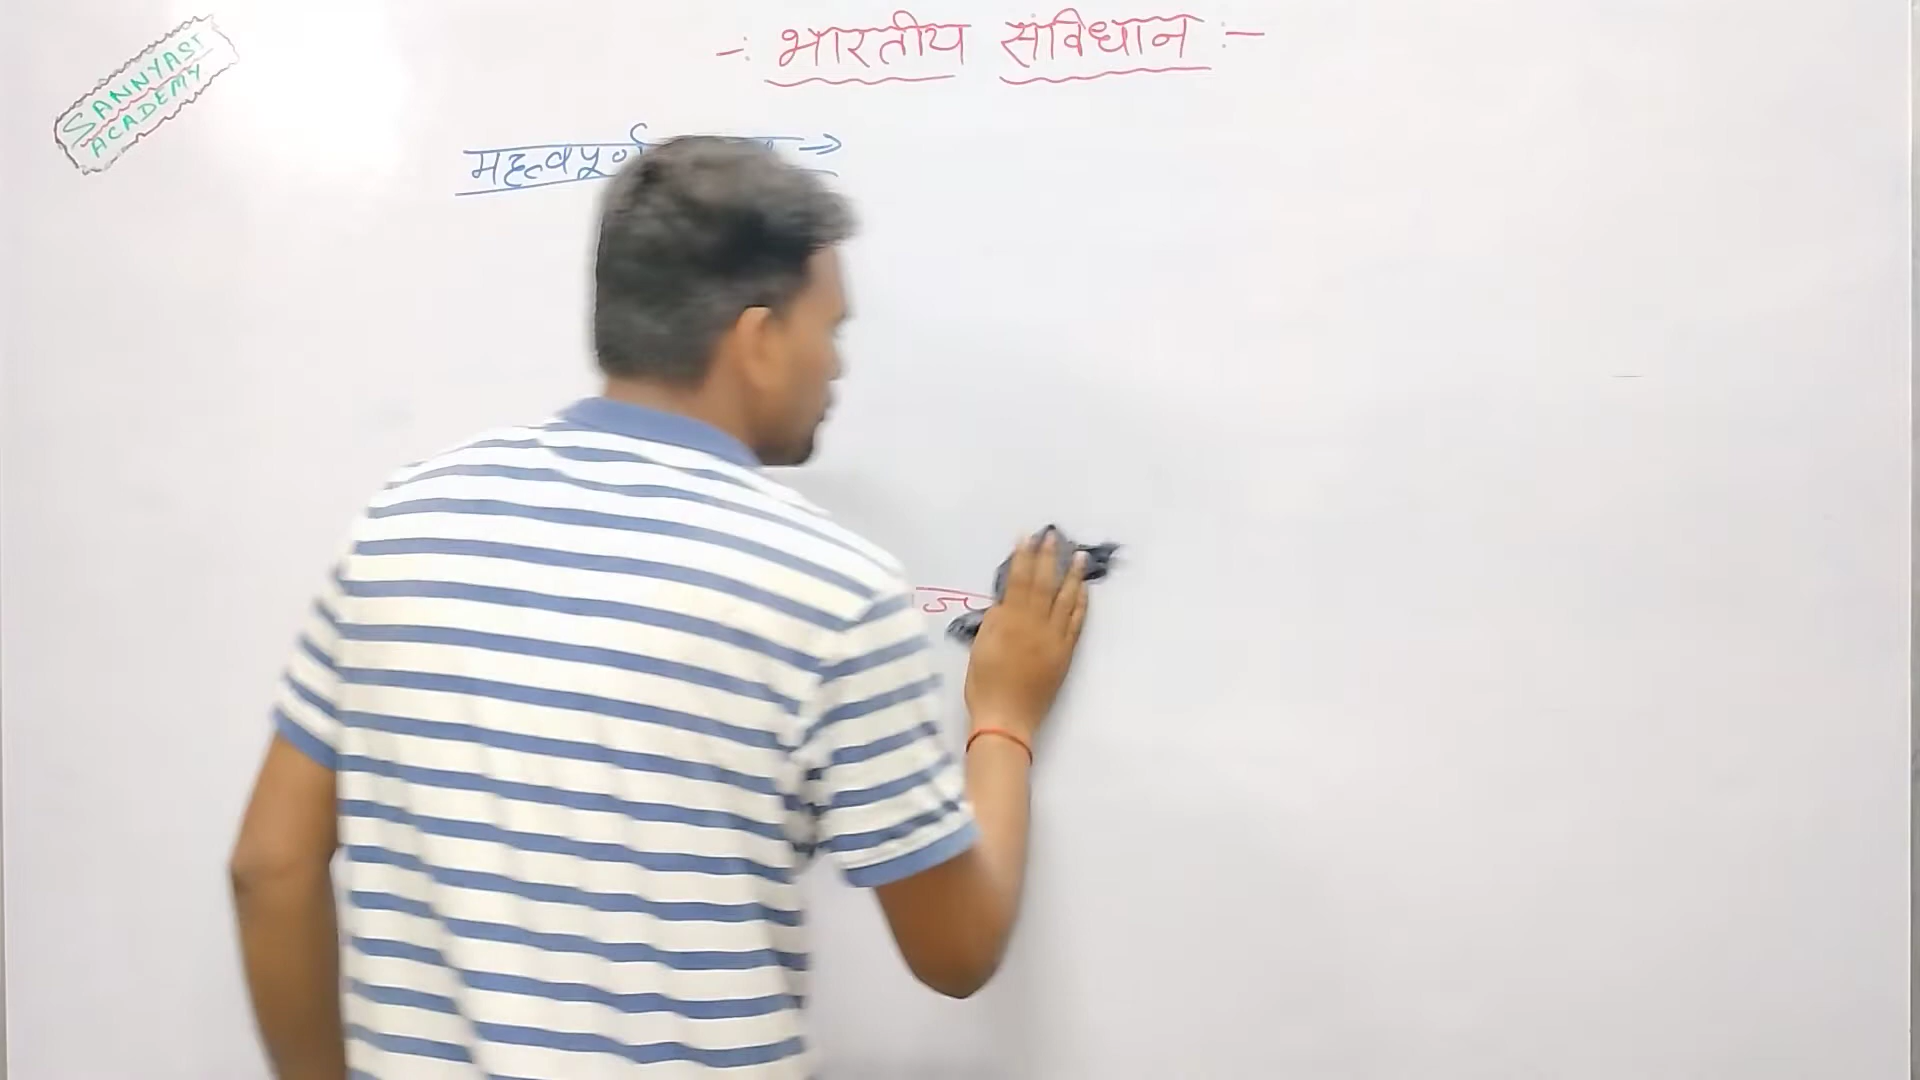 SANNYASI
ACADEMY
-: भारतीय संविधान :-
महत्वपूर्ण →